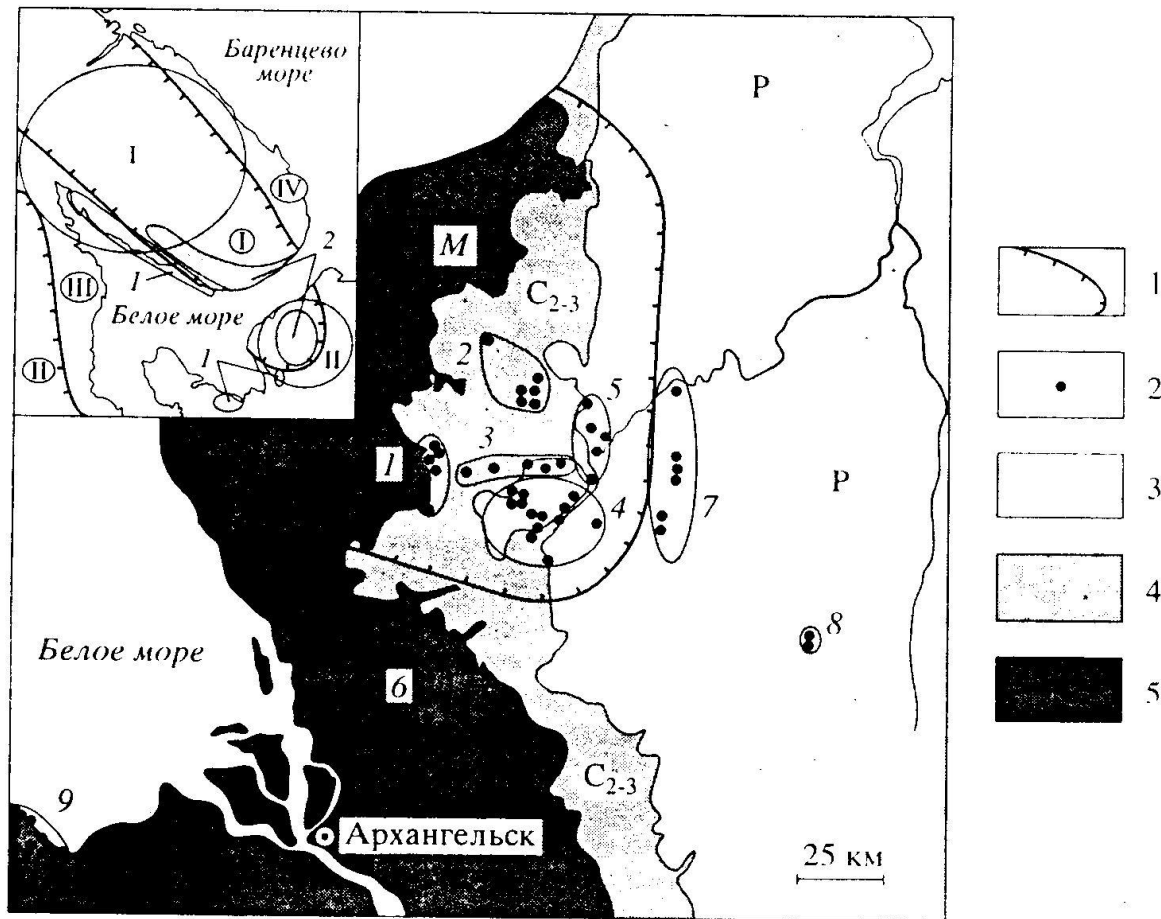 Баренцево
море
I
IV
I
2
1
III
Белое море
II
1
II
P
М
C2-3
2
5
3
1
4
7
P
8
Белое море
6
C2-3
9
Архангельск
25 км
1
2
3
4
5